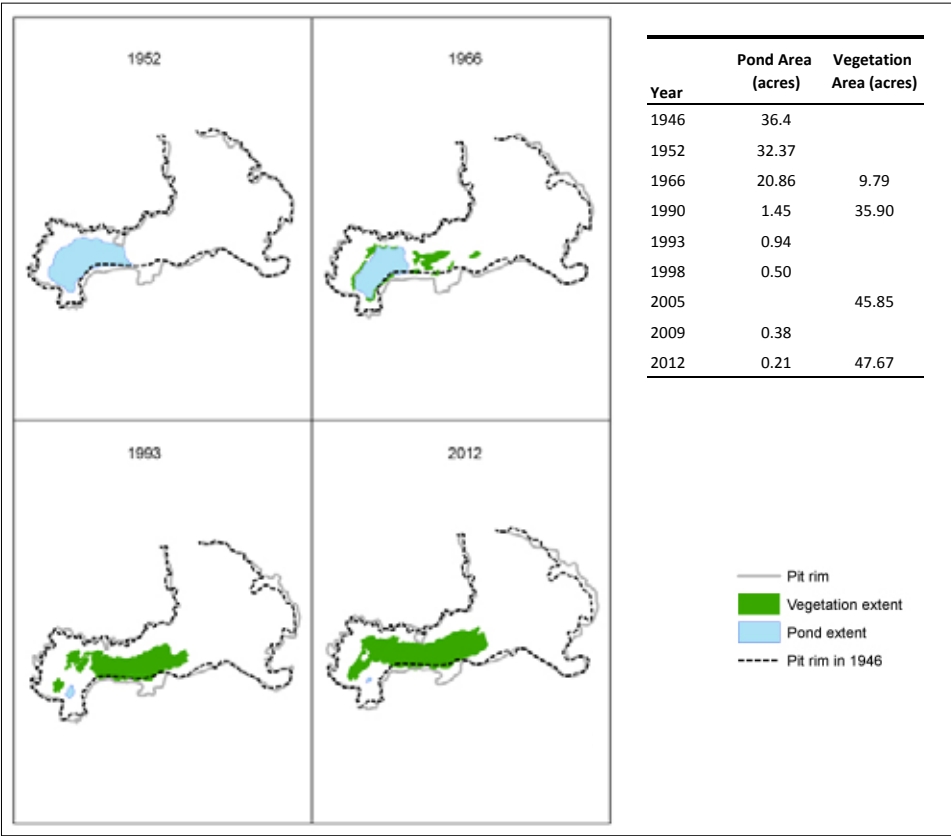 1952
1966
1993
2012
Pond Area Vegetation
(acres) Area (acres)
Year
1946 36.4
1952 32.37
1966 20.86 9.79
1990 1.45 35.90
1993 0.94
1998 0.50
2005 45.85
2009 0.38
2012 0.21 47.67
Pit rim
Vegetation extent
Pond extent
Pit rim in 1946